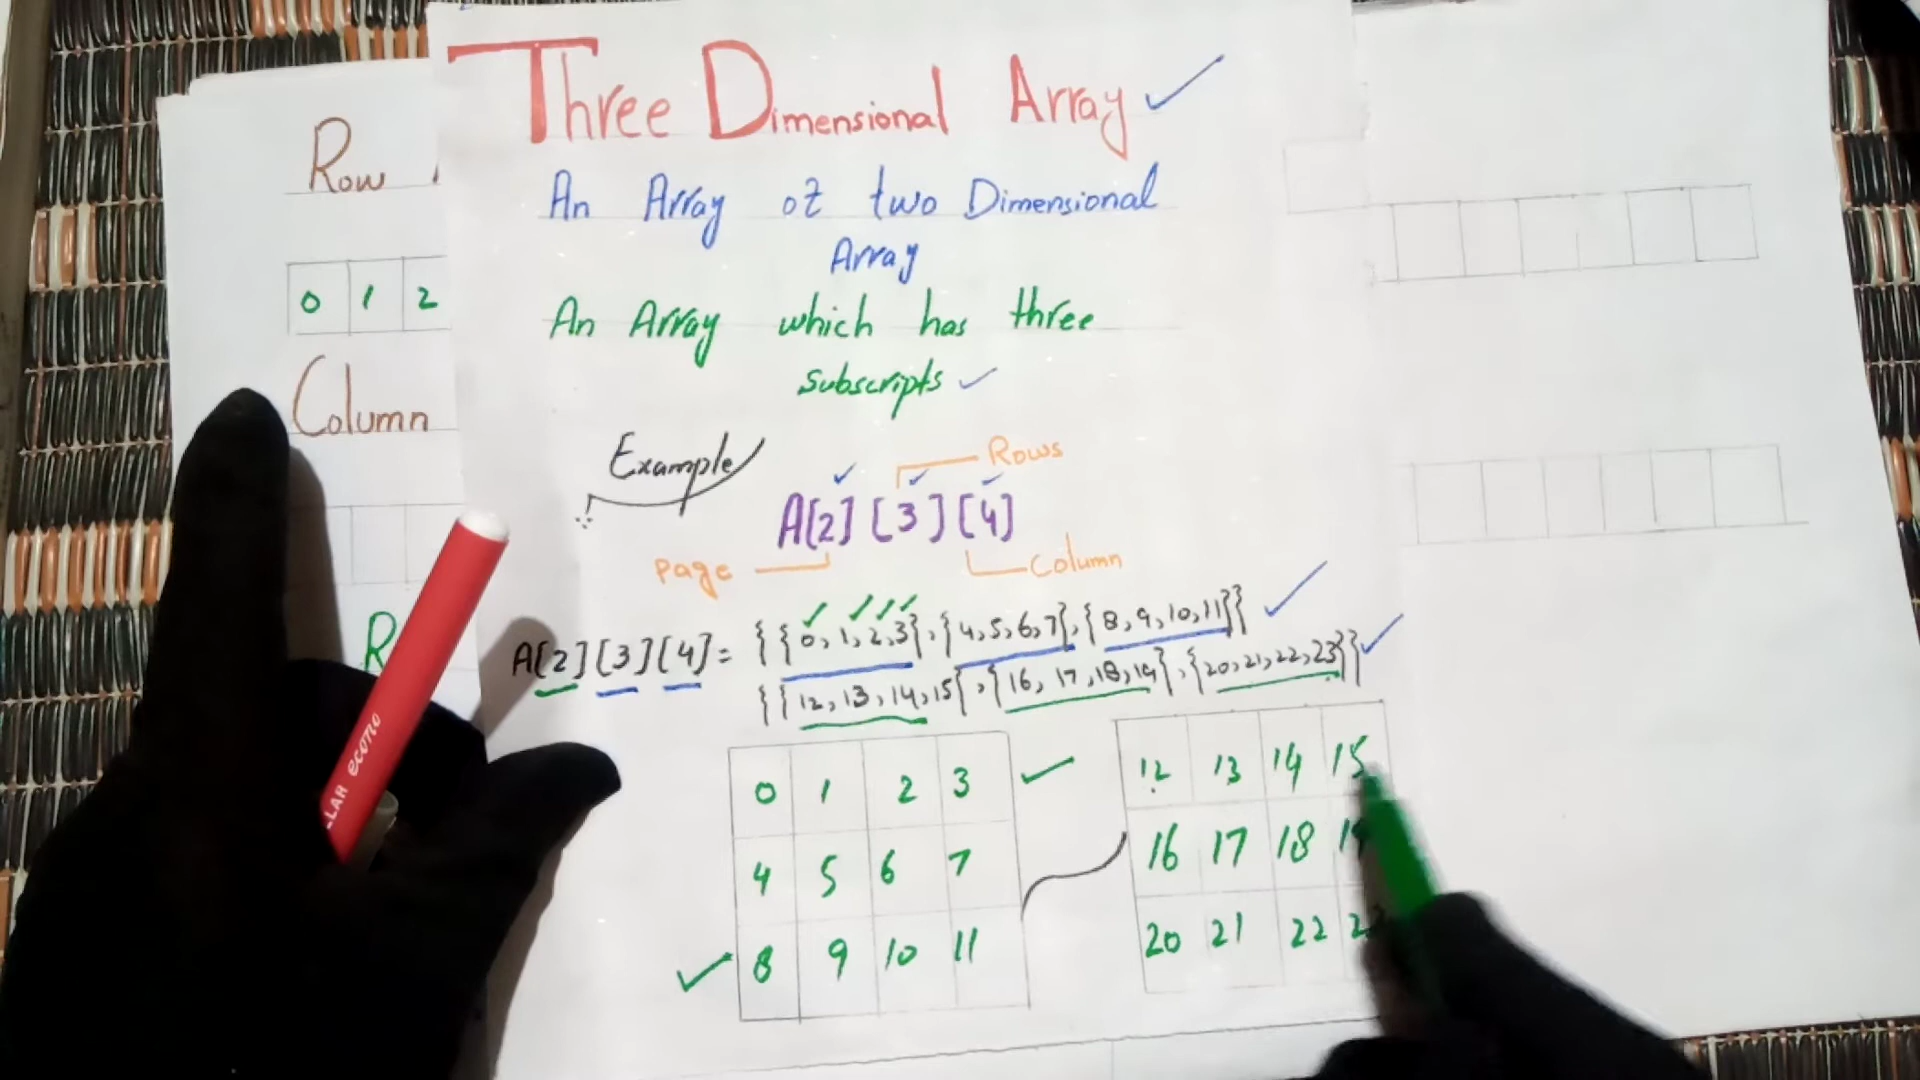 Three Dimensional Array
An Array of two Dimensional
Array
An Array which has three
Subscripts
Example
Rows
A[2] [3] [4]
Page
Column
A[2][3][4]= {{0,1,2,3},{4,5,6,7},{8,9,10,11}}
{{12,13,14,15},{16,17,18,19},{20,21,22,23}}
0 1 2 3
4 5 6 7
8 9 10 11
12 13 14 15
16 17 18 19
20 21 22
Row
0 1 2
Column
R
LLAR econo